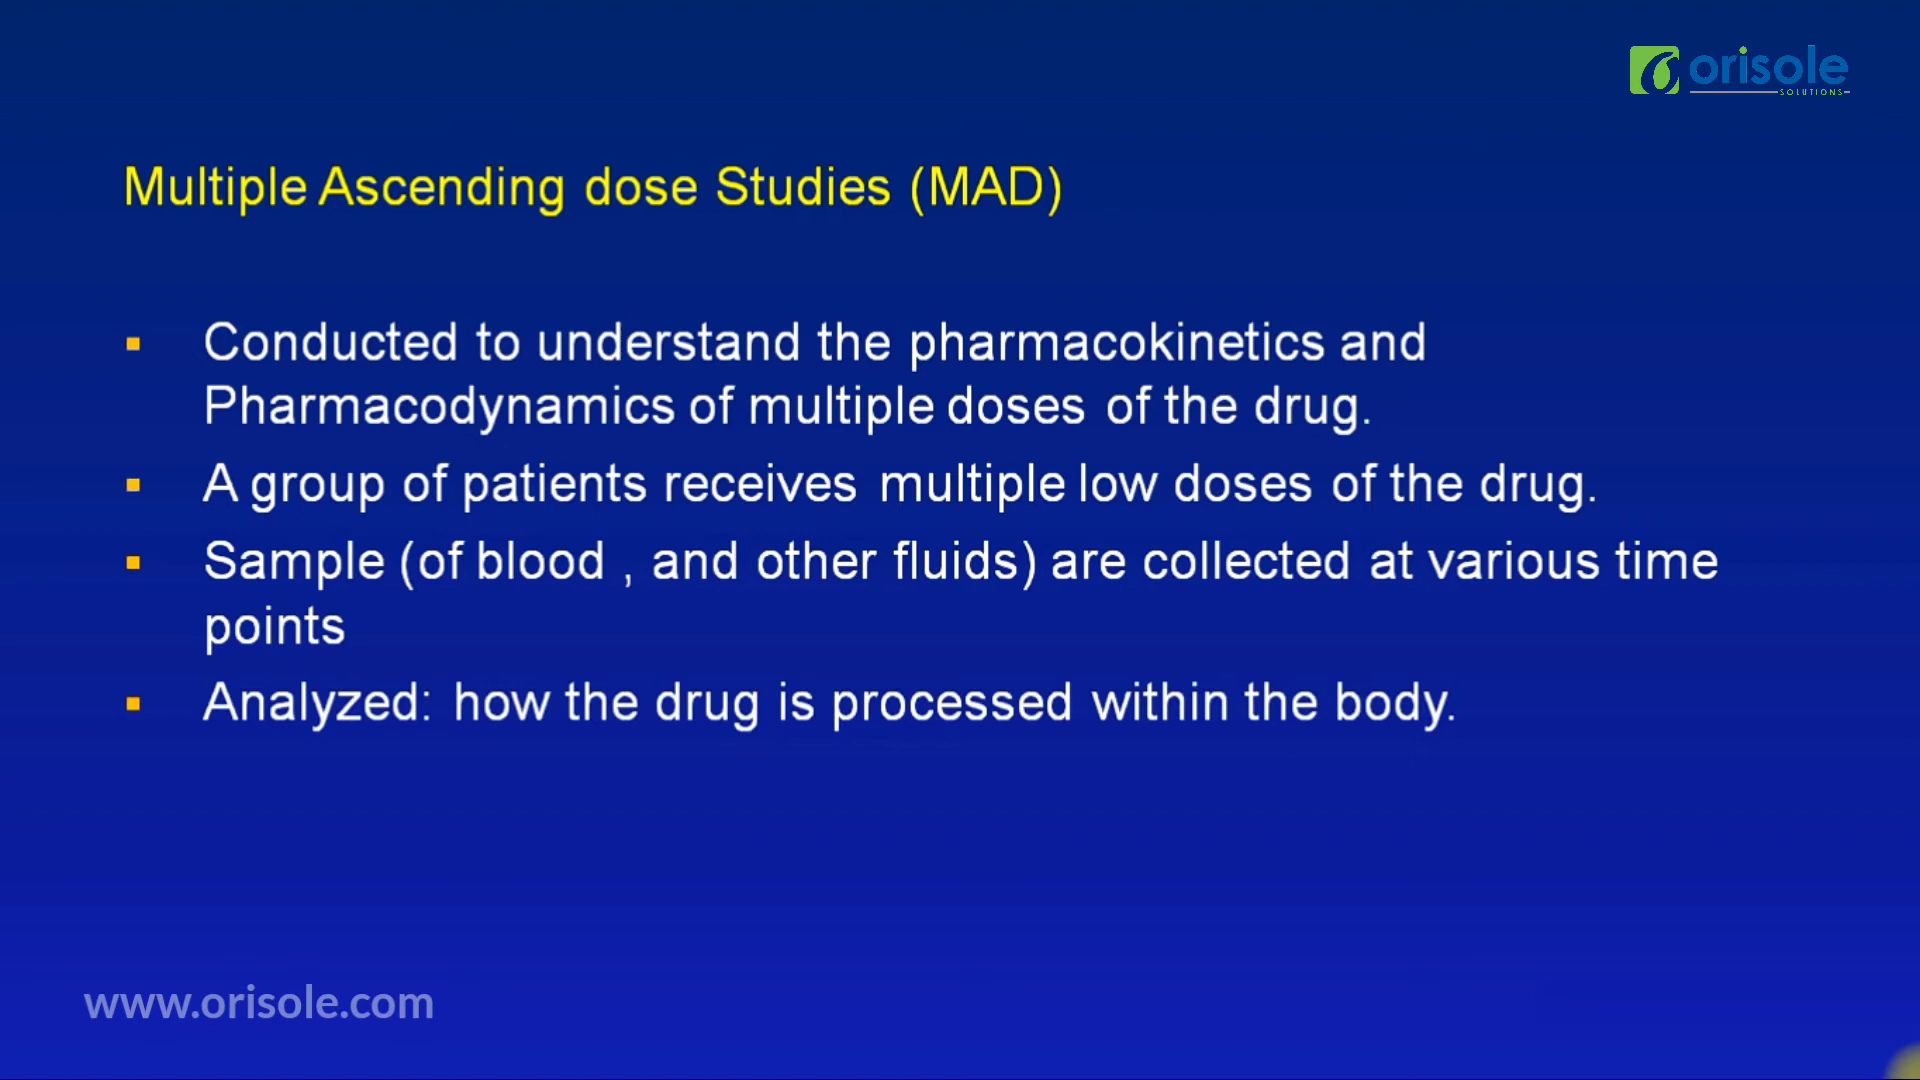 orisole
SOLUTIONS
Multiple Ascending dose Studies (MAD)
Conducted to understand the pharmacokinetics and
Pharmacodynamics of multiple doses of the drug.
A group of patients receives multiple low doses of the drug.
Sample (of blood , and other fluids) are collected at various time
points
Analyzed: how the drug is processed within the body.
www.orisole.com